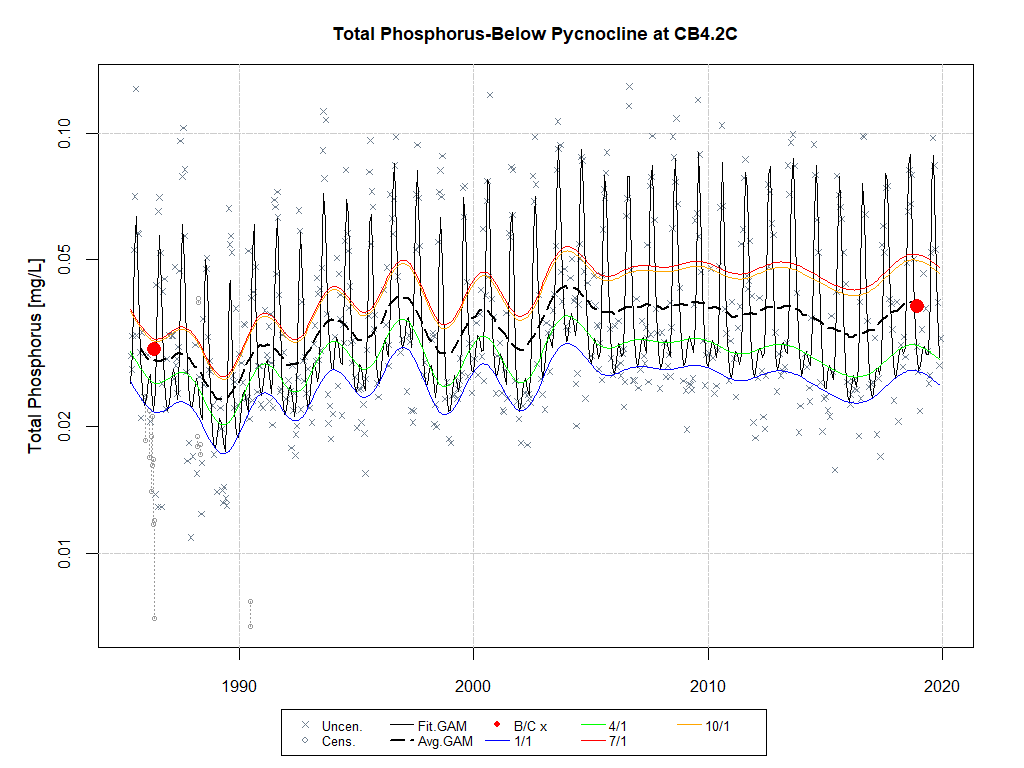 Total Phosphorus-Below Pycnocline at CB4.2C
Total Phosphorus [mg/L]
0.10
0.05
0.02
0.01
1990 2000 2010 2020
Uncen. Fit.GAM B/C x 4/1 10/1
Cens. Avg.GAM 1/1 7/1